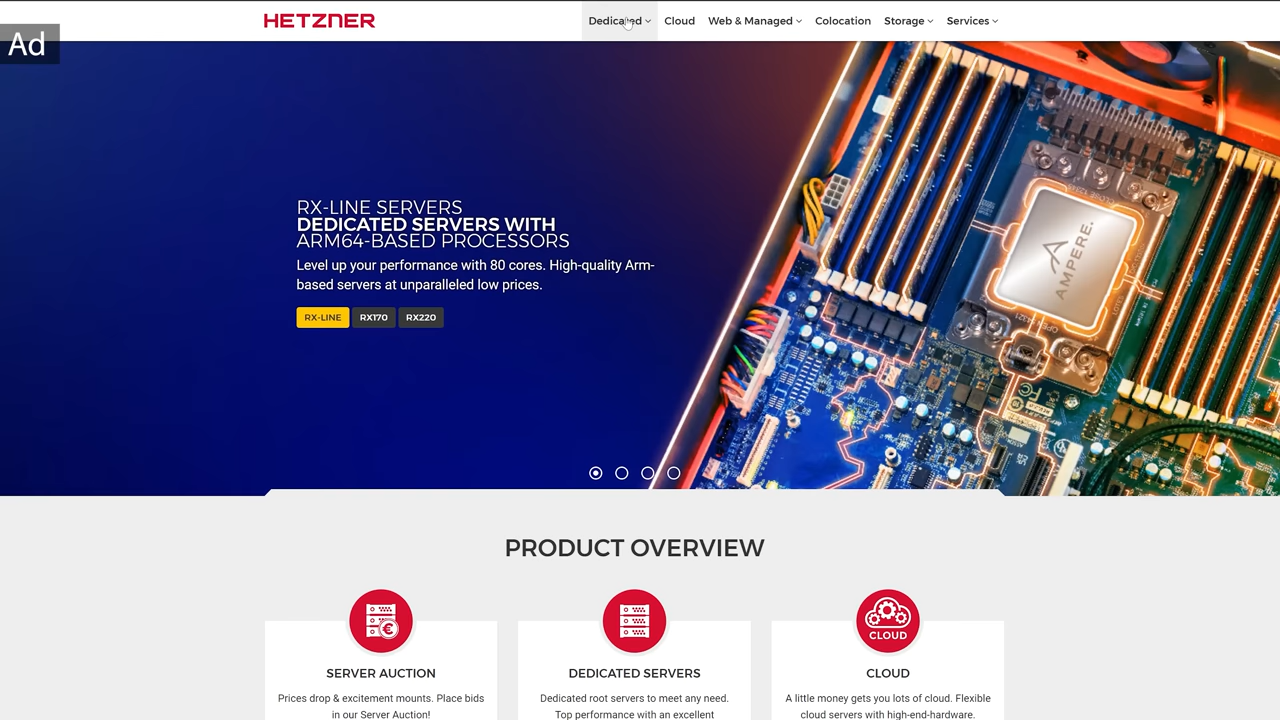 HETZNER
Dedicated
Cloud
Web & Managed
Colocation
Storage
Services
Ad
RX-LINE SERVERS
DEDICATED SERVERS WITH
ARM64-BASED PROCESSORS
Level up your performance with 80 cores. High-quality Arm-
based servers at unparalleled low prices.
RX-LINE
RX170
RX220
AMPERE.
PRODUCT OVERVIEW
CLOUD
SERVER AUCTION
Prices drop & excitement mounts. Place bids
in our Server Auction!
DEDICATED SERVERS
Dedicated root servers to meet any need.
Top performance with an excellent
CLOUD
A little money gets you lots of cloud. Flexible
cloud servers with high-end-hardware.